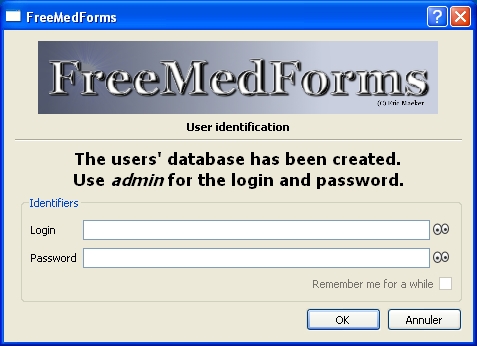 FreeMedForms
FreeMedForms
(C) Eric Maeker
User identification
The users' database has been created.
Use admin for the login and password.
Identifiers
Login
Password
Remember me for a while
OK
Annuler